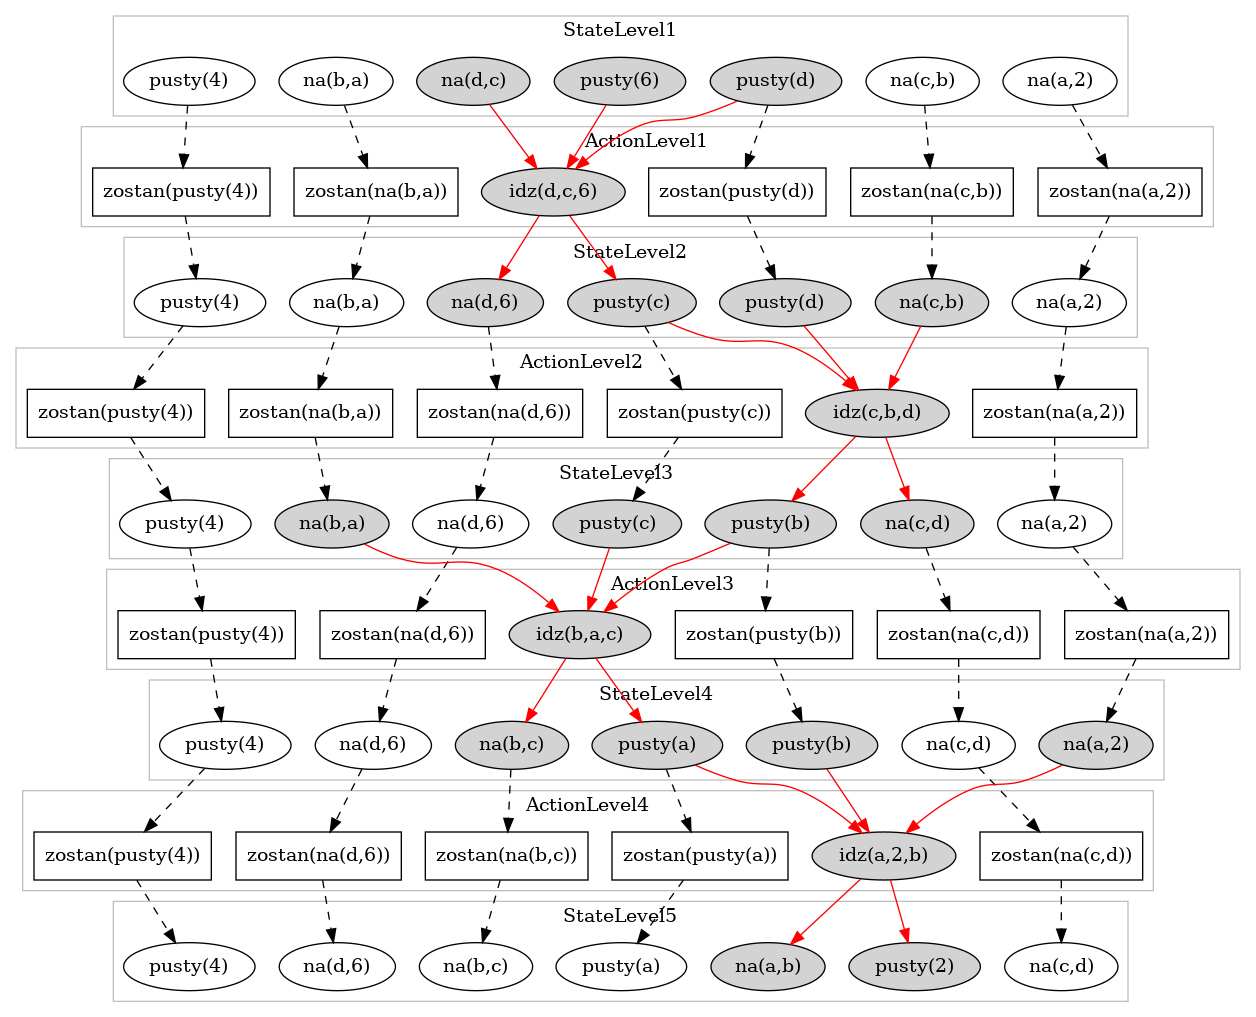 StateLevel1
pusty(4) na(b,a) na(d,c) pusty(6) pusty(d) na(c,b) na(a,2)
ActionLevel1
zostan(pusty(4)) zostan(na(b,a)) idz(d,c,6) zostan(pusty(d)) zostan(na(c,b)) zostan(na(a,2))
StateLevel2
pusty(4) na(b,a) na(d,6) pusty(c) pusty(d) na(c,b) na(a,2)
ActionLevel2
zostan(pusty(4)) zostan(na(b,a)) zostan(na(d,6)) zostan(pusty(c)) idz(c,b,d) zostan(na(a,2))
StateLevel3
pusty(4) na(b,a) na(d,6) pusty(c) pusty(b) na(c,d) na(a,2)
ActionLevel3
zostan(pusty(4)) zostan(na(d,6)) idz(b,a,c) zostan(pusty(b)) zostan(na(c,d)) zostan(na(a,2))
StateLevel4
pusty(4) na(d,6) na(b,c) pusty(a) pusty(b) na(c,d) na(a,2)
ActionLevel4
zostan(pusty(4)) zostan(na(d,6)) zostan(na(b,c)) zostan(pusty(a)) idz(a,2,b) zostan(na(c,d))
StateLevel5
pusty(4) na(d,6) na(b,c) pusty(a) na(a,b) pusty(2) na(c,d)